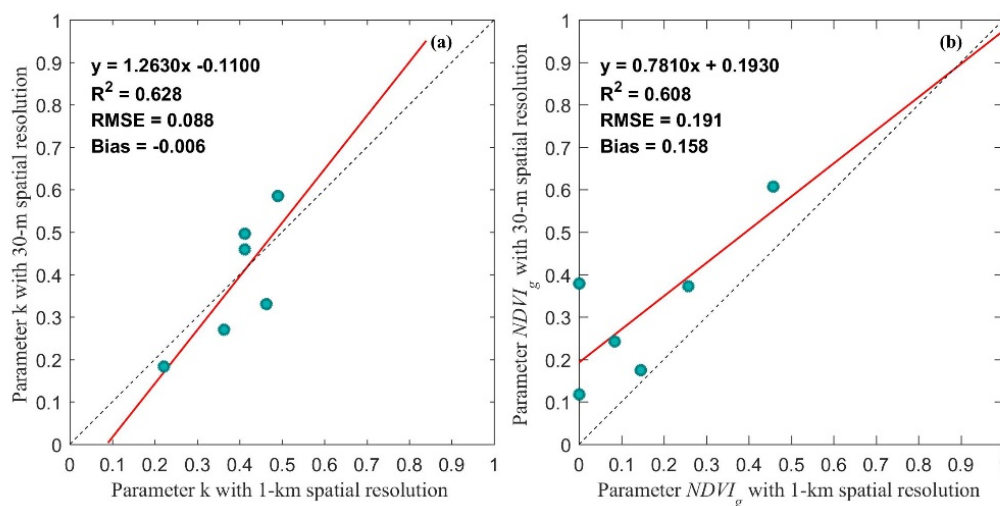 (a)
y = 1.2630x -0.1100
R² = 0.628
RMSE = 0.088
Bias = -0.006
Parameter k with 30-m spatial resolution
1
0.9
0.8
0.7
0.6
0.5
0.4
0.3
0.2
0.1
0
0 0.1 0.2 0.3 0.4 0.5 0.6 0.7 0.8 0.9 1
Parameter k with 1-km spatial resolution
(b)
y = 0.7810x + 0.1930
R² = 0.608
RMSE = 0.191
Bias = 0.158
Parameter NDVI_g with 30-m spatial resolution
1
0.9
0.8
0.7
0.6
0.5
0.4
0.3
0.2
0.1
0
0 0.1 0.2 0.3 0.4 0.5 0.6 0.7 0.8 0.9
Parameter NDVI_g with 1-km spatial resolution